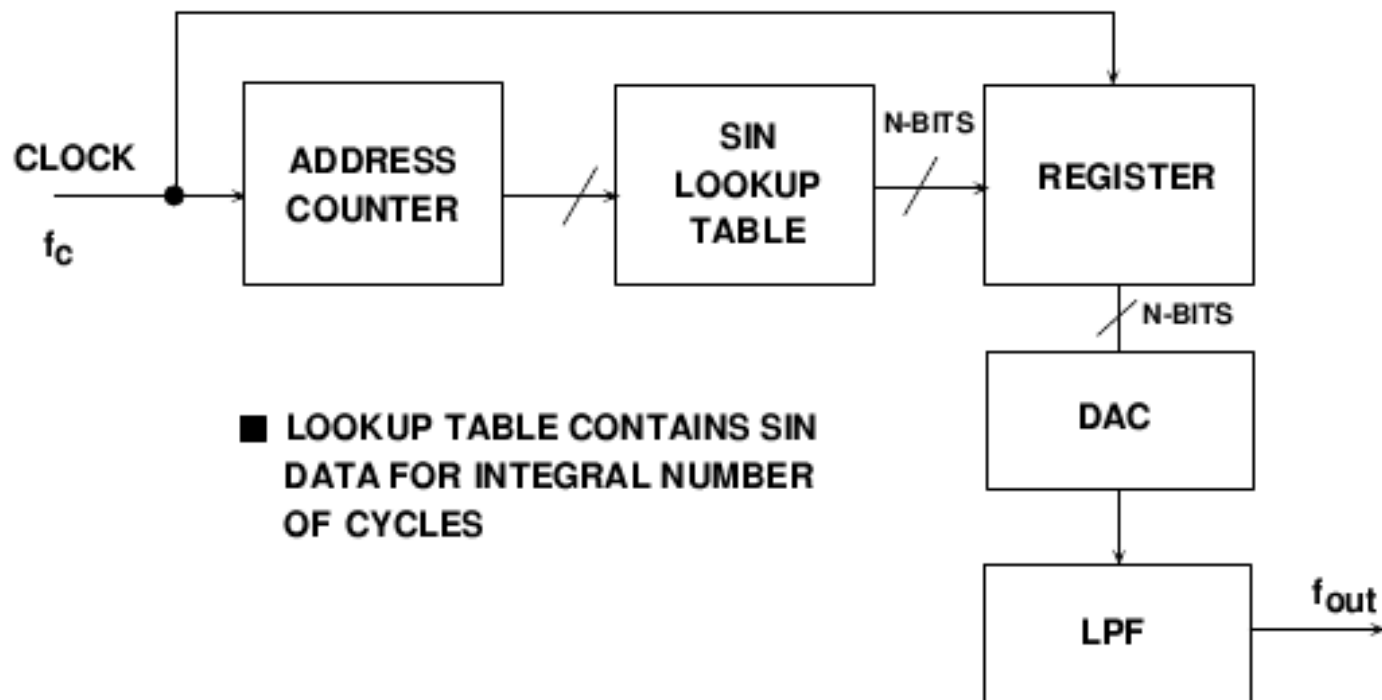 CLOCK
fc
ADDRESS
COUNTER
SIN
LOOKUP
TABLE
N-BITS
REGISTER
N-BITS
DAC
LPF
fout
■ LOOKUP TABLE CONTAINS SIN
DATA FOR INTEGRAL NUMBER
OF CYCLES